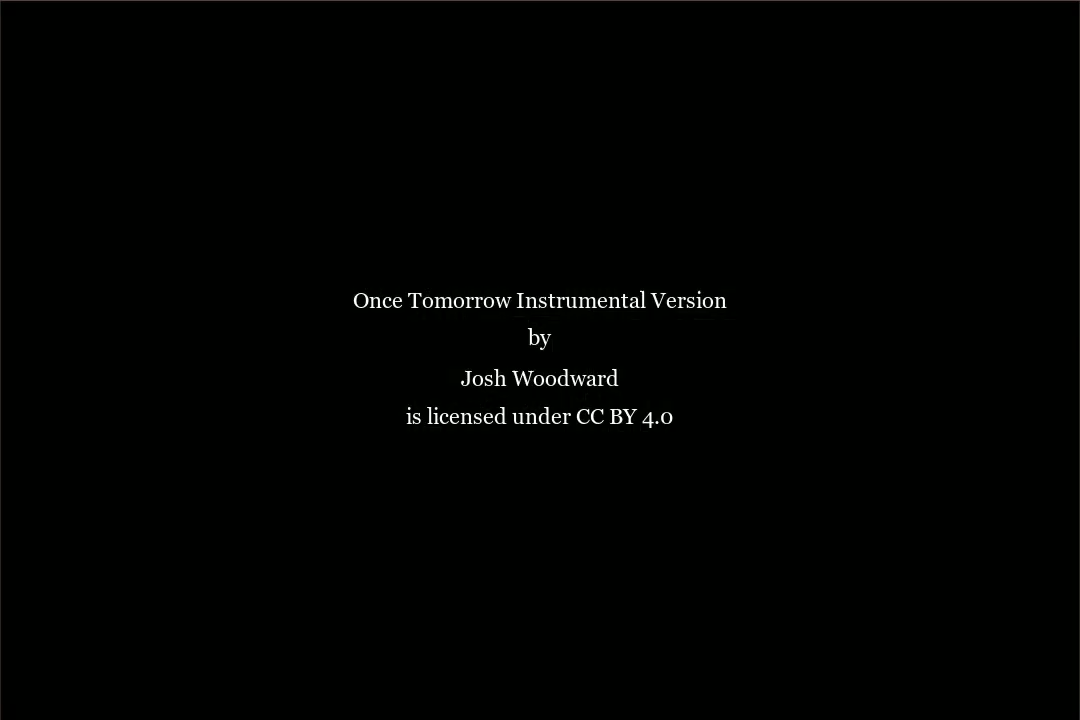 Once Tomorrow Instrumental Version
by
Josh Woodward
is licensed under CC BY 4.0